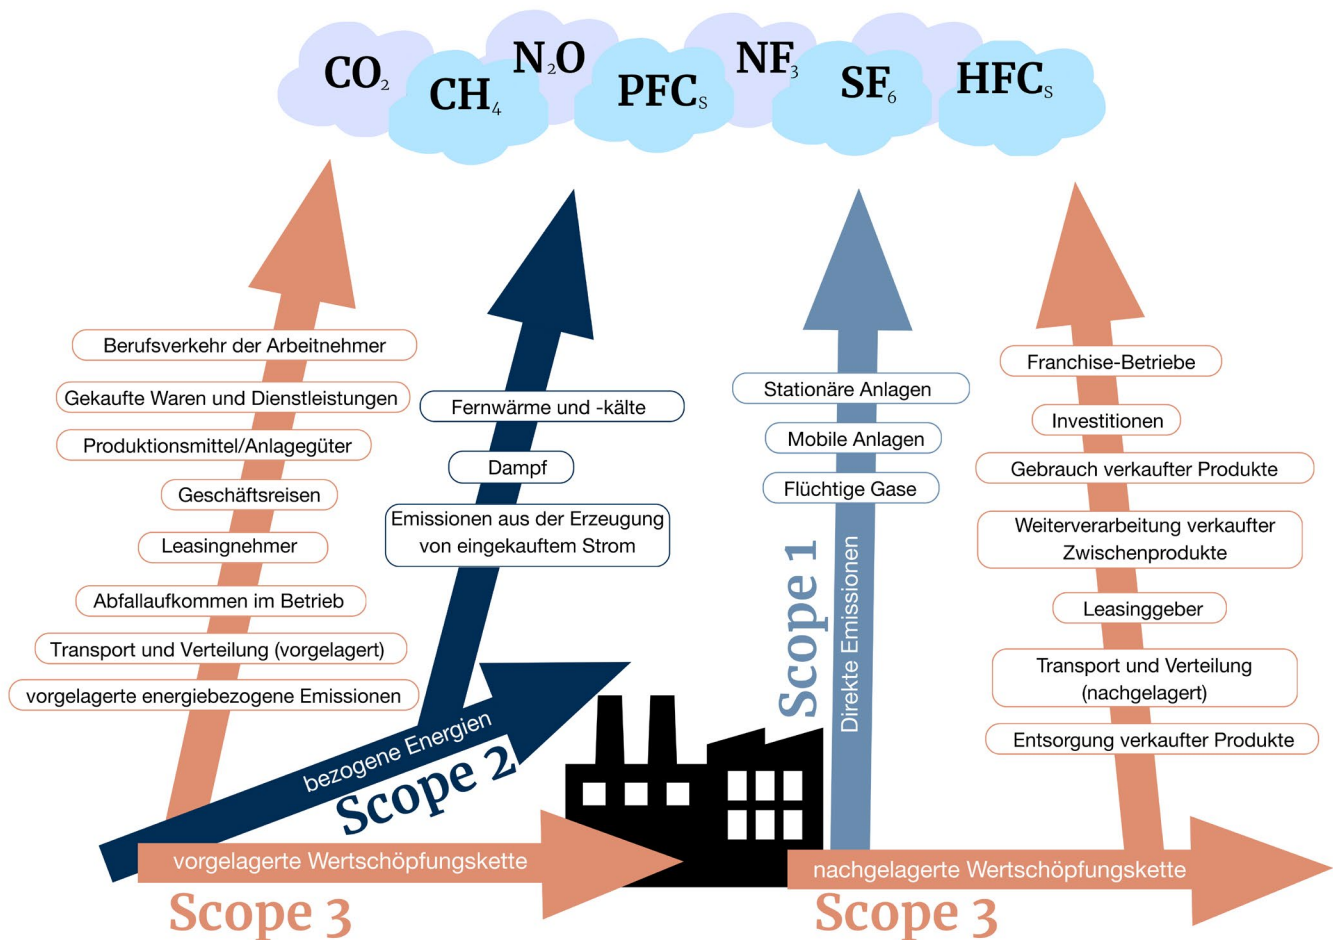 CO₂
CH₄
N₂O
PFCs
NF₃
SF₆
HFCs
Berufsverkehr der Arbeitnehmer
Gekaufte Waren und Dienstleistungen
Produktionsmittel/Anlagegüter
Geschäftsreisen
Leasingnehmer
Abfallaufkommen im Betrieb
Transport und Verteilung (vorgelagert)
vorgelagerte energiebezogene Emissionen
Fernwärme und -kälte
Dampf
Emissionen aus der Erzeugung
von eingekauftem Strom
bezogene Energien
Scope 2
vorgelagerte Wertschöpfungskette
Scope 3
Stationäre Anlagen
Mobile Anlagen
Flüchtige Gase
Scope 1
Direkte Emissionen
Franchise-Betriebe
Investitionen
Gebrauch verkaufter Produkte
Weiterverarbeitung verkaufter
Zwischenprodukte
Leasinggeber
Transport und Verteilung
(nachgelagert)
Entsorgung verkaufter Produkte
nachgelagerte Wertschöpfungskette
Scope 3